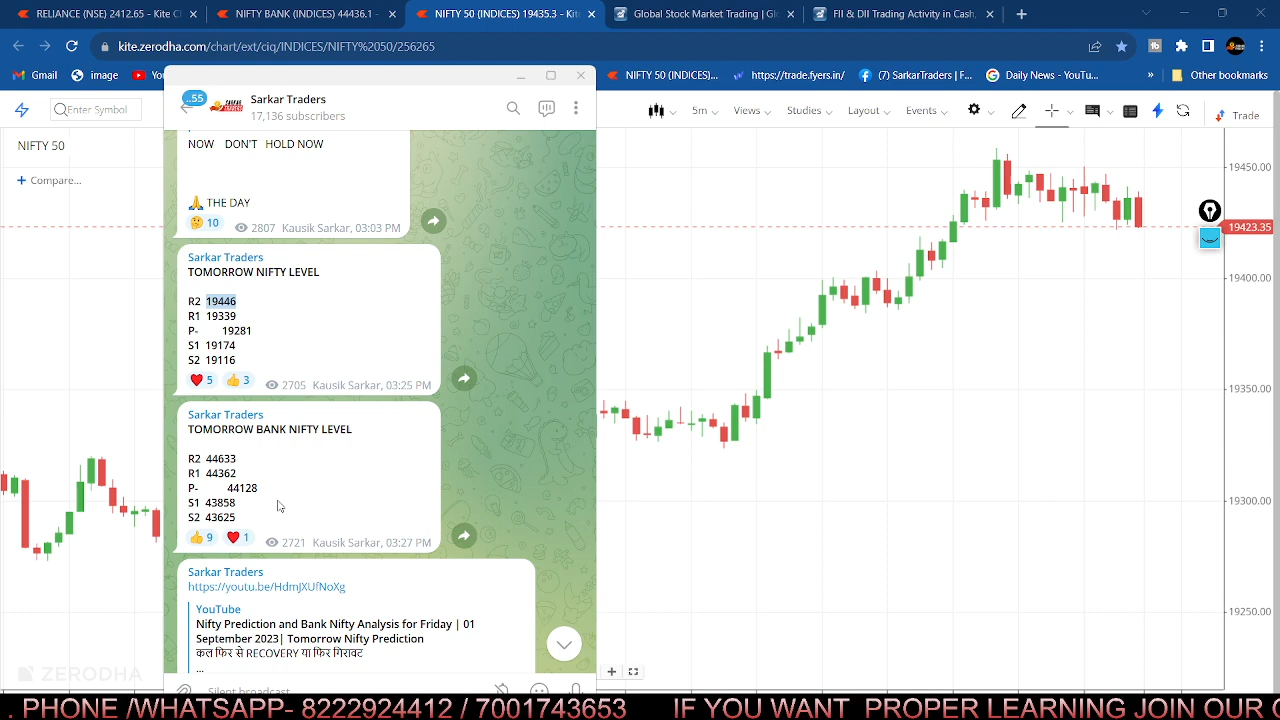 RELIANCE (NSE) 2412.65 - Kite C
NIFTY BANK (INDICES) 44436.1 -
NIFTY 50 (INDICES) 19435.3 - Kit
Global Stock Market Trading | Gl
FII & DII Trading Activity in Cash,
kite.zerodha.com/chart/ext/ciq/INDICES/NIFTY%2050/256265
Gmail
image
NIFTY 50 (INDICES)...
https://nsdefyers.in/
(7) SarkarTraders | F...
Daily News - YouTu...
Other bookmarks
Enter Symbol
5m
Views
Studies
Layout
Events
Trade
NIFTY 50
Compare...
..55
SARKAR TRADERS
Sarkar Traders
17,136 subscribers
NOW DON'T HOLD NOW
🙏 THE DAY
🤔 10
2807 Kausik Sarkar, 03:03 PM
Sarkar Traders
TOMORROW NIFTY LEVEL
R2 19446
R1 19339
P- 19281
S1 19174
S2 19116
❤️ 5 👍 3
2705 Kausik Sarkar, 03:25 PM
Sarkar Traders
TOMORROW BANK NIFTY LEVEL
R2 44633
R1 44362
P- 44128
S1 43858
S2 43625
👍 9 ❤️ 1
2721 Kausik Sarkar, 03:27 PM
Sarkar Traders
https://youtu.be/HdmJXUfNoXg
YouTube
Nifty Prediction and Bank Nifty Analysis for Friday | 01
September 2023| Tomorrow Nifty Prediction
कल फिर से RECOVERY या फिर गिरावट
...
Silent broadcast
19450.00
19423.35
19400.00
19350.00
19300.00
19250.00
ZERODHA
PHONE /WHATSAPP- 8222924412 / 7001743653 IF YOU WANT PROPER LEARNING JOIN OUR